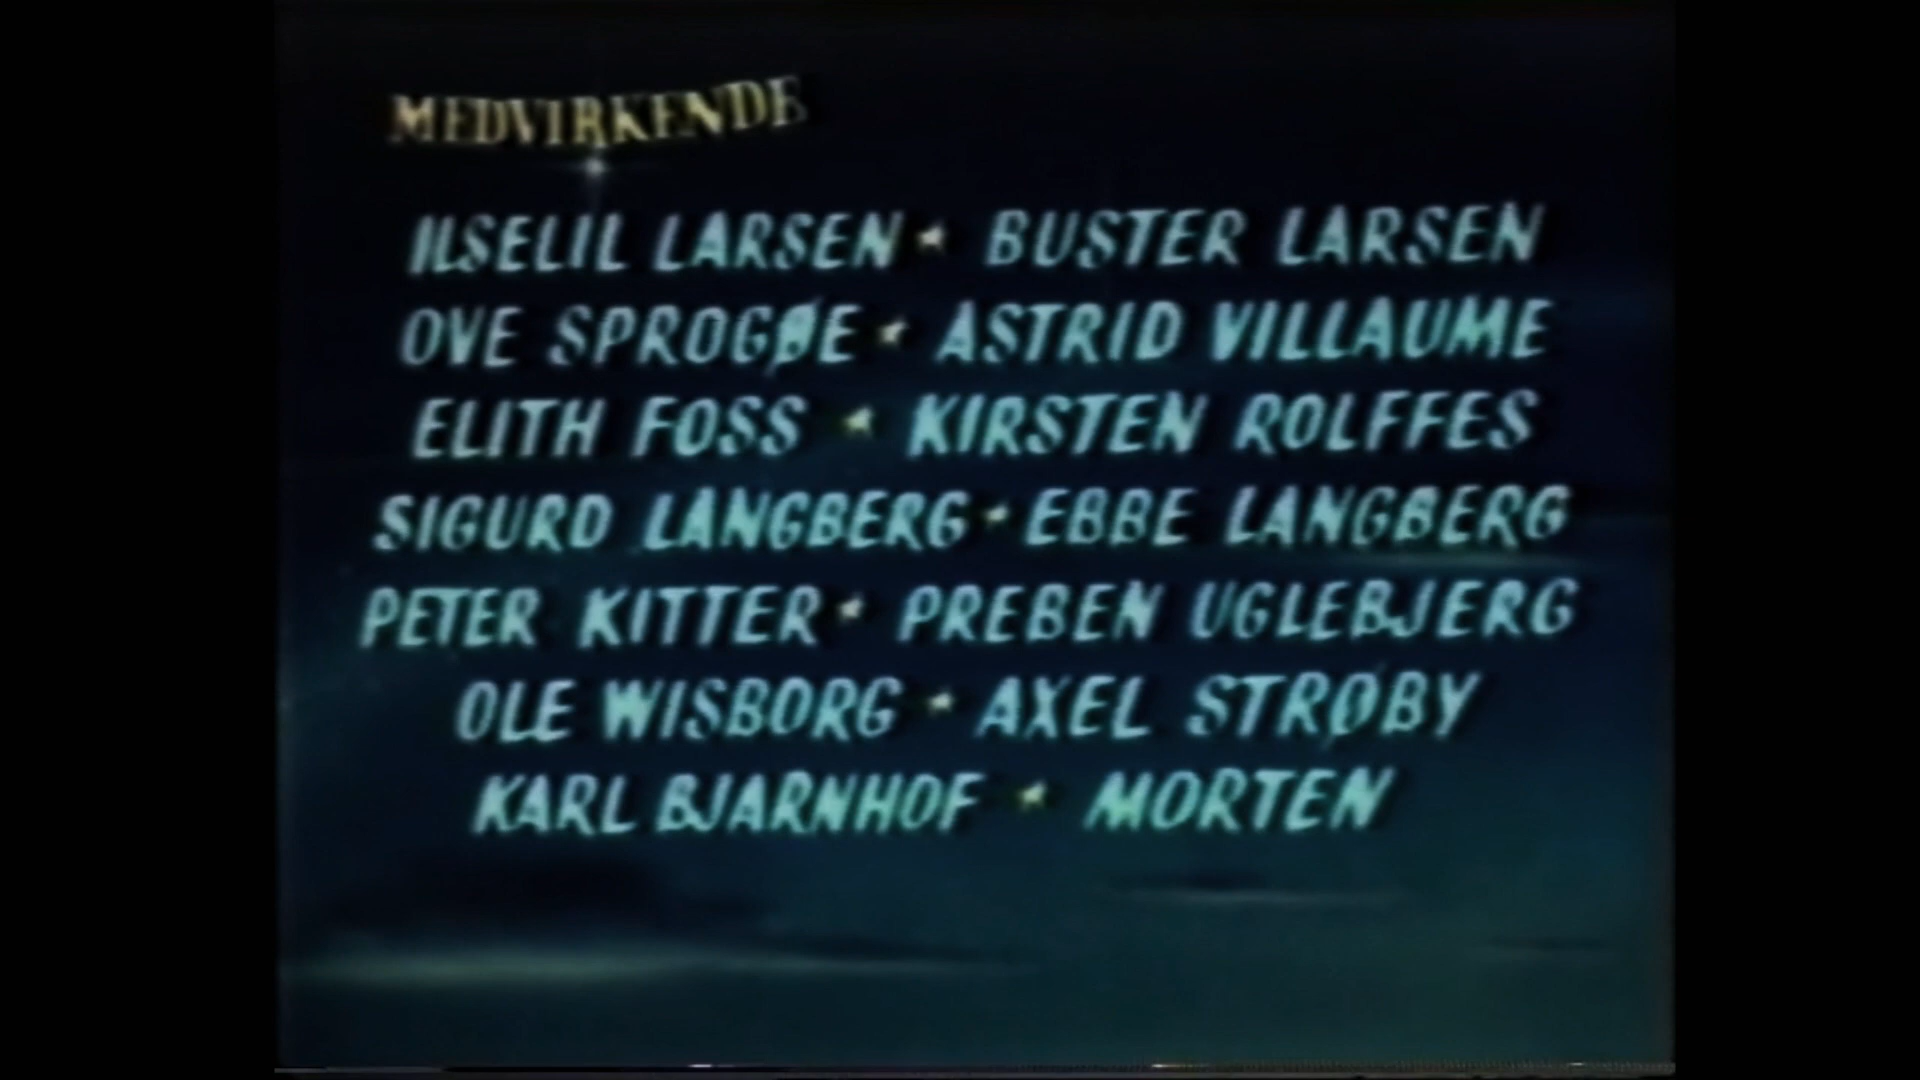 MEDVIRKENDE
ILSELIL LARSEN ★ BUSTER LARSEN
OVE SPROGØE ★ ASTRID VILLAUME
ELITH FOSS ★ KIRSTEN ROLFFES
SIGURD LANGBERG ★ EBBE LANGBERG
PETER KITTER ★ PREBEN UGLEBJERG
OLE WISBORG ★ AXEL STRØBY
KARL BJARNHOF ★ MORTEN